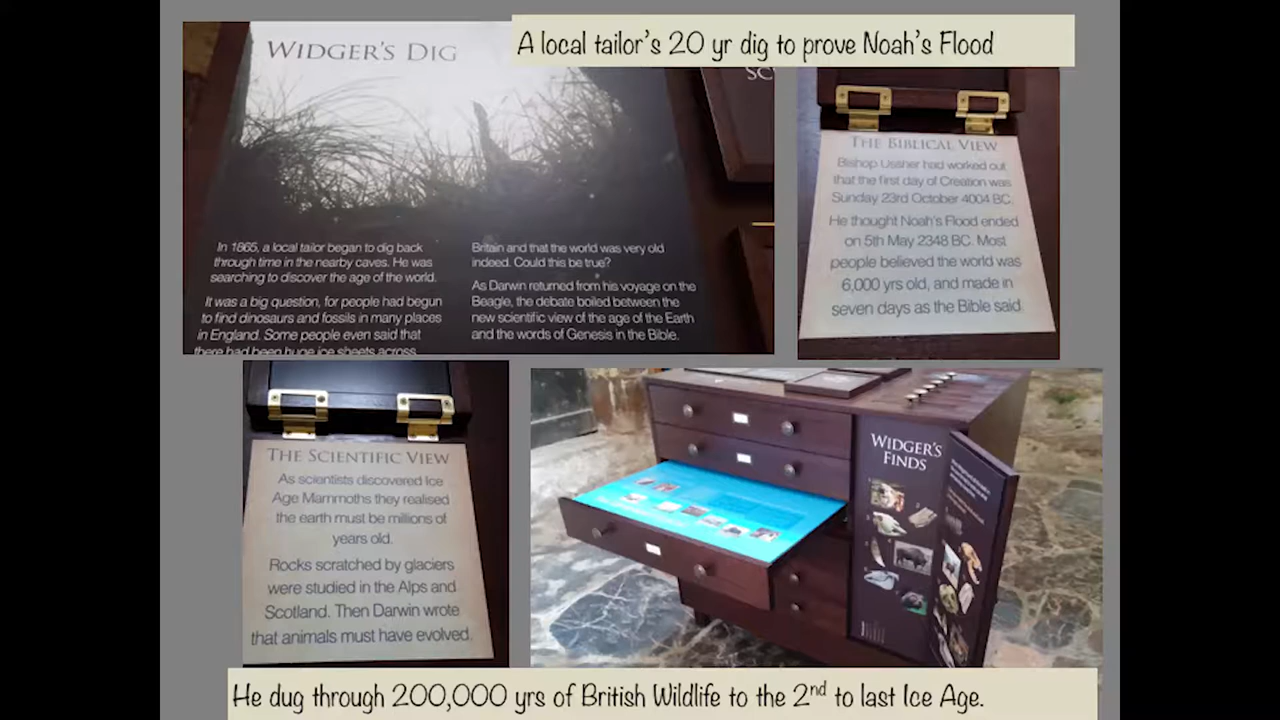 A local tailor's 20 yr dig to prove Noah's Flood
WIDGER'S DIG
In 1865, a local tailor began to dig back
through time in the nearby caves. He was
searching to discover the age of the world.
It was a big question, for people had begun
to find dinosaurs and fossils in many places
in England. Some people even said that
there had been huge ice sheets across
Britain and that the world was very old
indeed. Could this be true?
As Darwin returned from his voyage on the
Beagle, the debate boiled between the
new scientific view of the age of the Earth
and the words of Genesis in the Bible.
THE BIBLICAL VIEW
Bishop Ussher had worked out
that the first day of Creation was
Sunday 23rd October 4004 BC.
He thought Noah's Flood ended
on 5th May 2348 BC. Most
people believed the world was
6,000 yrs old, and made in
seven days as the Bible said.
THE SCIENTIFIC VIEW
As scientists discovered Ice
Age Mammoths they realised
the earth must be millions of
years old.
Rocks scratched by glaciers
were studied in the Alps and
Scotland. Then Darwin wrote
that animals must have evolved.
WIDGER'S
FINDS
He dug through 200,000 yrs of British Wildlife to the 2nd to last Ice Age.